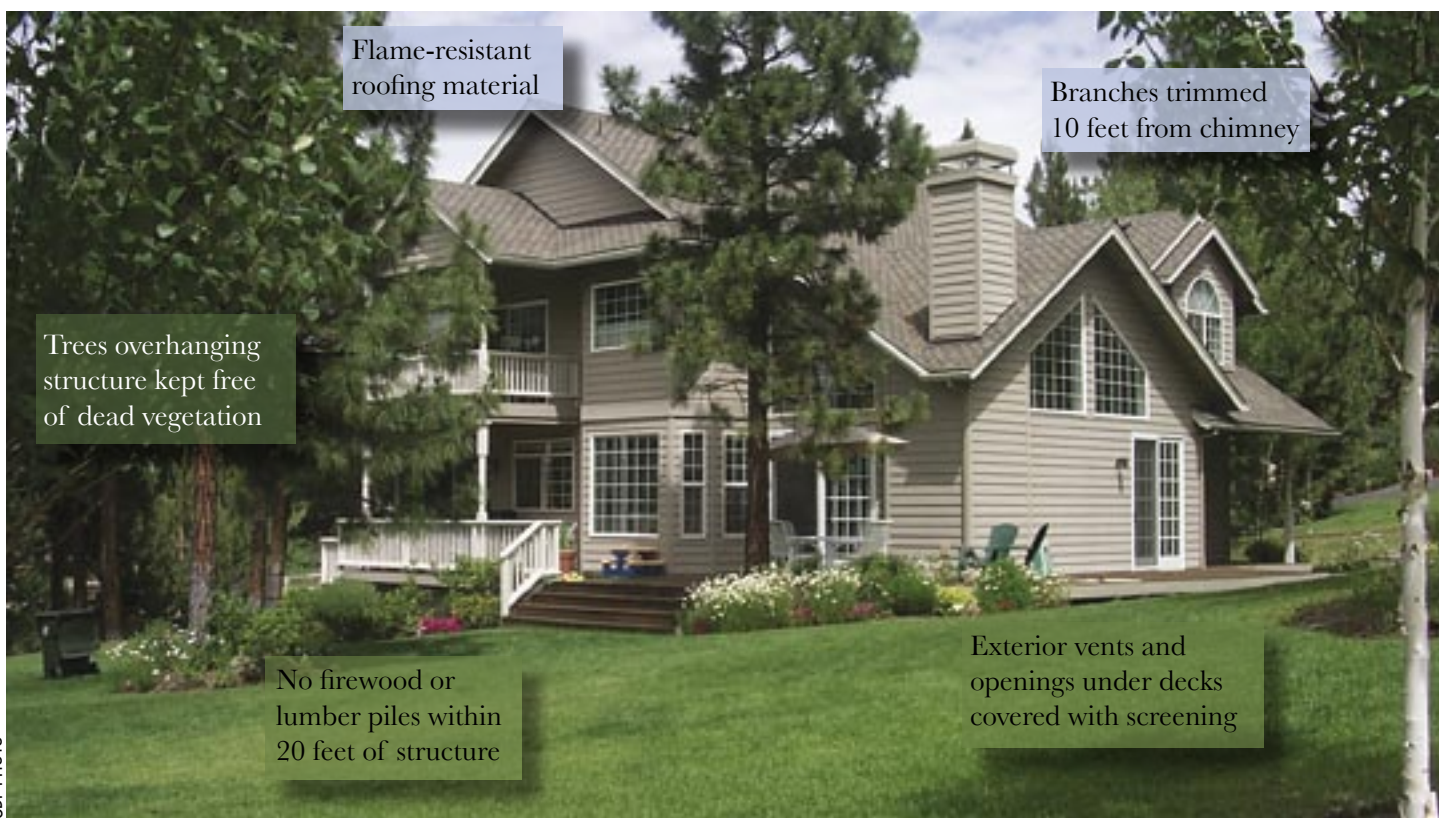 Flame-resistant
roofing material
Branches trimmed
10 feet from chimney
Trees overhanging
structure kept free
of dead vegetation
No firewood or
lumber piles within
20 feet of structure
Exterior vents and
openings under decks
covered with screening